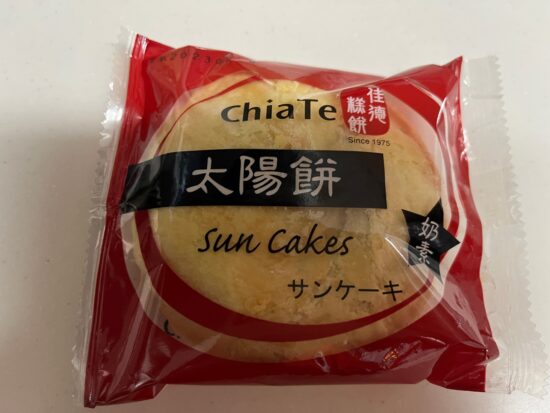 ChiaTe
佳德
糕餅
Since 1975
太陽餅
Sun Cakes
奶素
サンケーキ